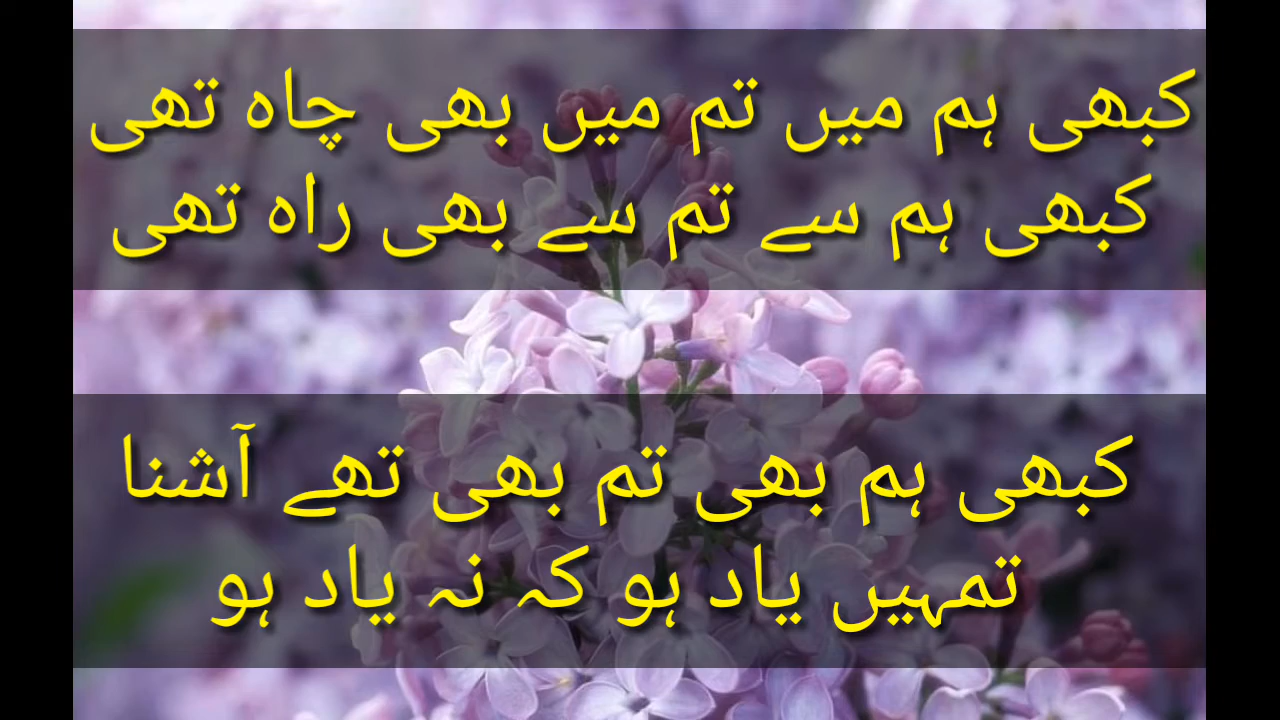 کبھی ہم میں تم میں بھی چاہ تھی
کبھی ہم سے تم سے بھی راہ تھی
کبھی ہم بھی تم بھی تھے آشنا
تمہیں یاد ہو کہ نہ یاد ہو